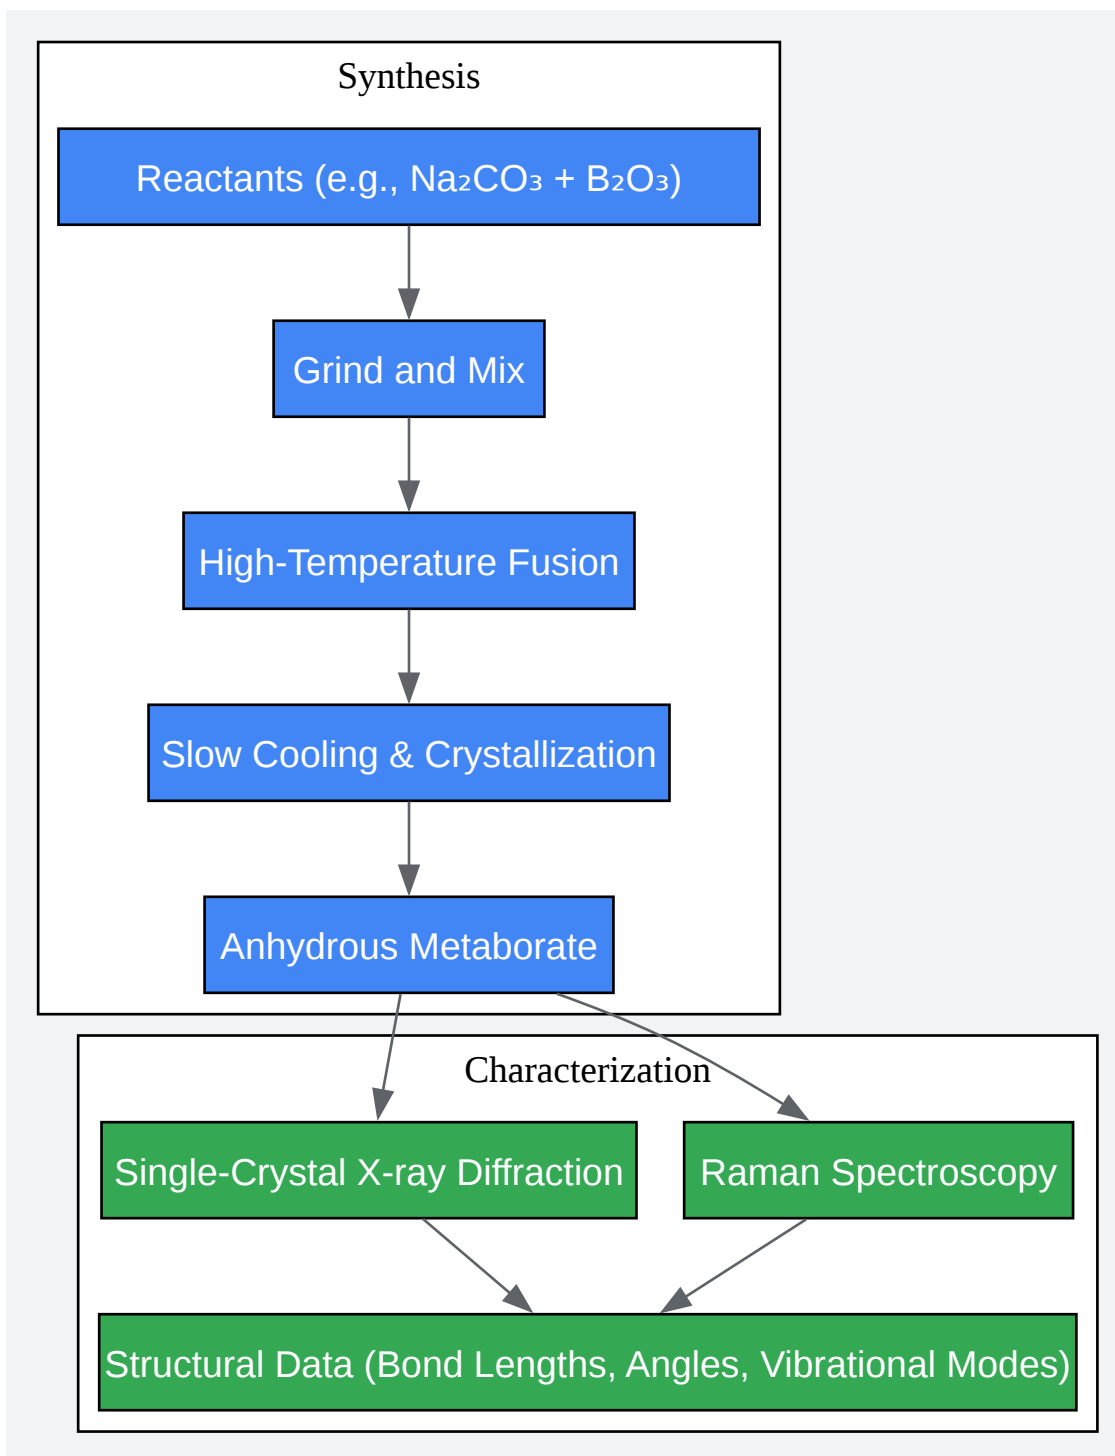 Synthesis
Reactants (e.g., Na₂CO₃ + B₂O₃)
Grind and Mix
High-Temperature Fusion
Slow Cooling & Crystallization
Anhydrous Metaborate
Characterization
Single-Crystal X-ray Diffraction
Raman Spectroscopy
Structural Data (Bond Lengths, Angles, Vibrational Modes)